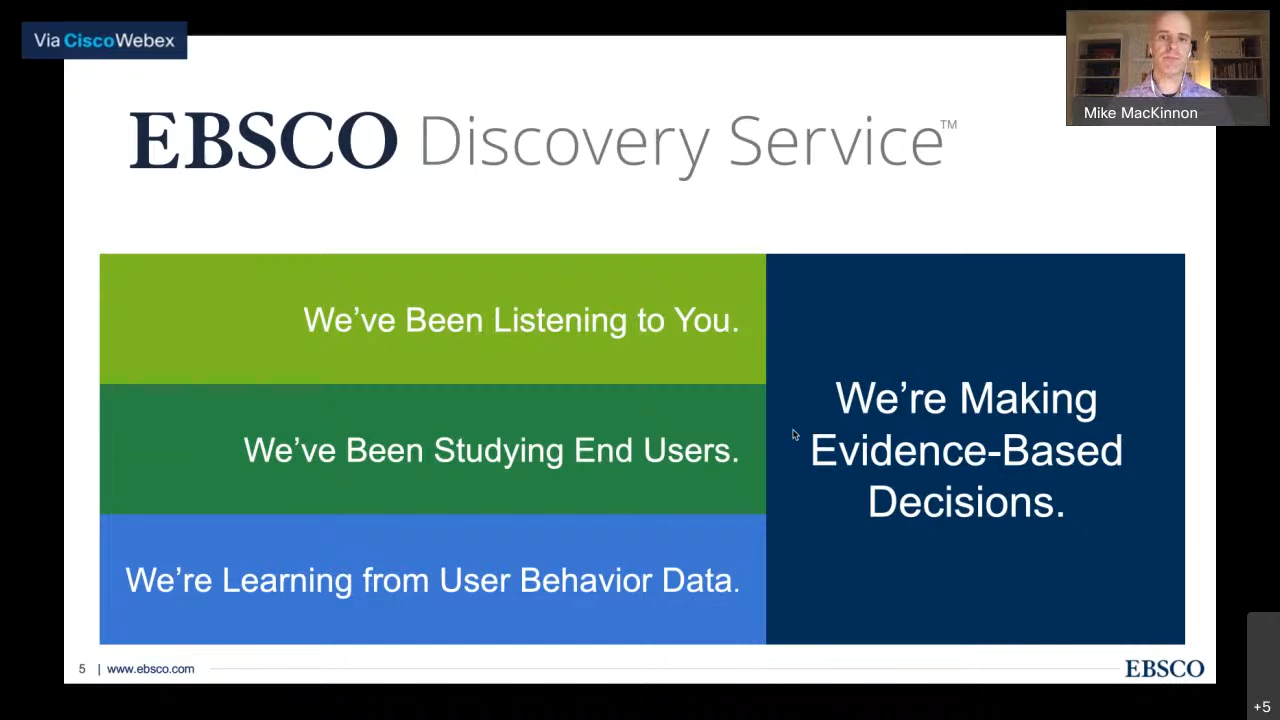 Via CiscoWebex
Mike MacKinnon
EBSCO Discovery Service™
We’ve Been Listening to You.
We’ve Been Studying End Users.
We’re Learning from User Behavior Data.
We’re Making
Evidence-Based
Decisions.
5 | www.ebsco.com
EBSCO
+5